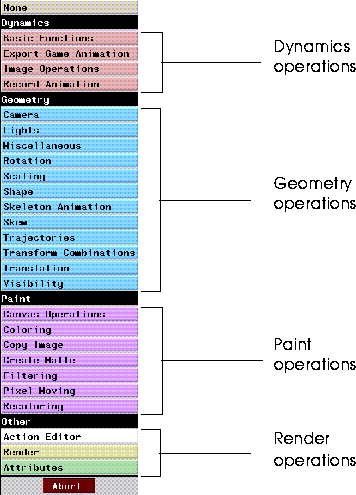 None
Dynamics
Basic Functions
Export Game Animation
Image Operations
Record Animation
Dynamics
operations
Geometry
Camera
Lights
Miscellaneous
Rotation
Scaling
Shape
Skeleton Animation
Skew
Trajectories
Transform Combinations
Translation
Visibility
Geometry
operations
Paint
Canvas Operations
Coloring
Copy Image
Create Matte
Filtering
Pixel Moving
Recoloring
Paint
operations
Other
Action Editor
Render
Attributes
Render
operations
Abort